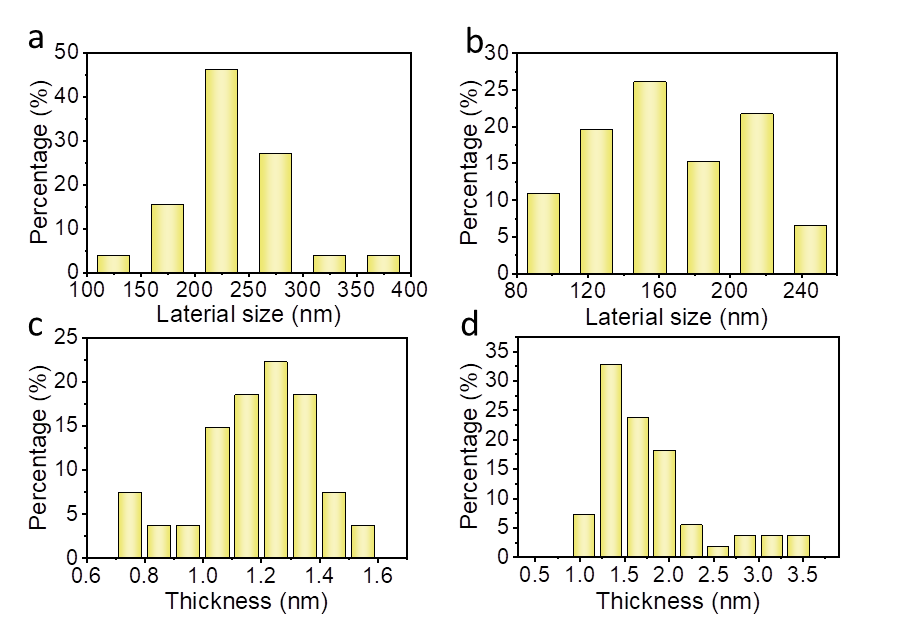 a
50
40
30
20
10
0
Percentage (%)
100 150 200 250 300 350 400
Laterial size (nm)
b
30
25
20
15
10
5
0
Percentage (%)
80 120 160 200 240
Laterial size (nm)
c
25
20
15
10
5
0
Percentage (%)
0.6 0.8 1.0 1.2 1.4 1.6
Thickness (nm)
d
35
30
25
20
15
10
5
0
Percentage (%)
0.5 1.0 1.5 2.0 2.5 3.0 3.5
Thickness (nm)